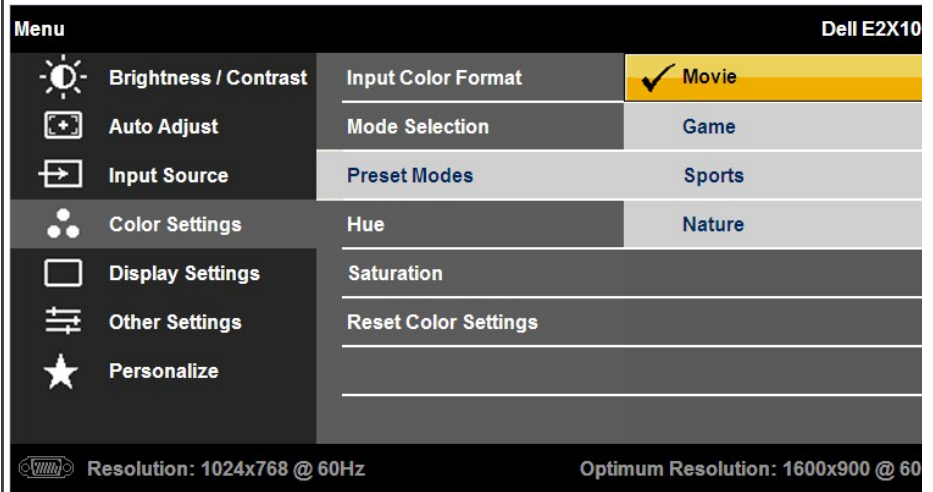 Menu
Dell E2X10
Brightness / Contrast
Auto Adjust
Input Source
Color Settings
Display Settings
Other Settings
Personalize
Input Color Format
Mode Selection
Preset Modes
Hue
Saturation
Reset Color Settings
Movie
Game
Sports
Nature
Resolution: 1024x768 @ 60Hz
Optimum Resolution: 1600x900 @ 60